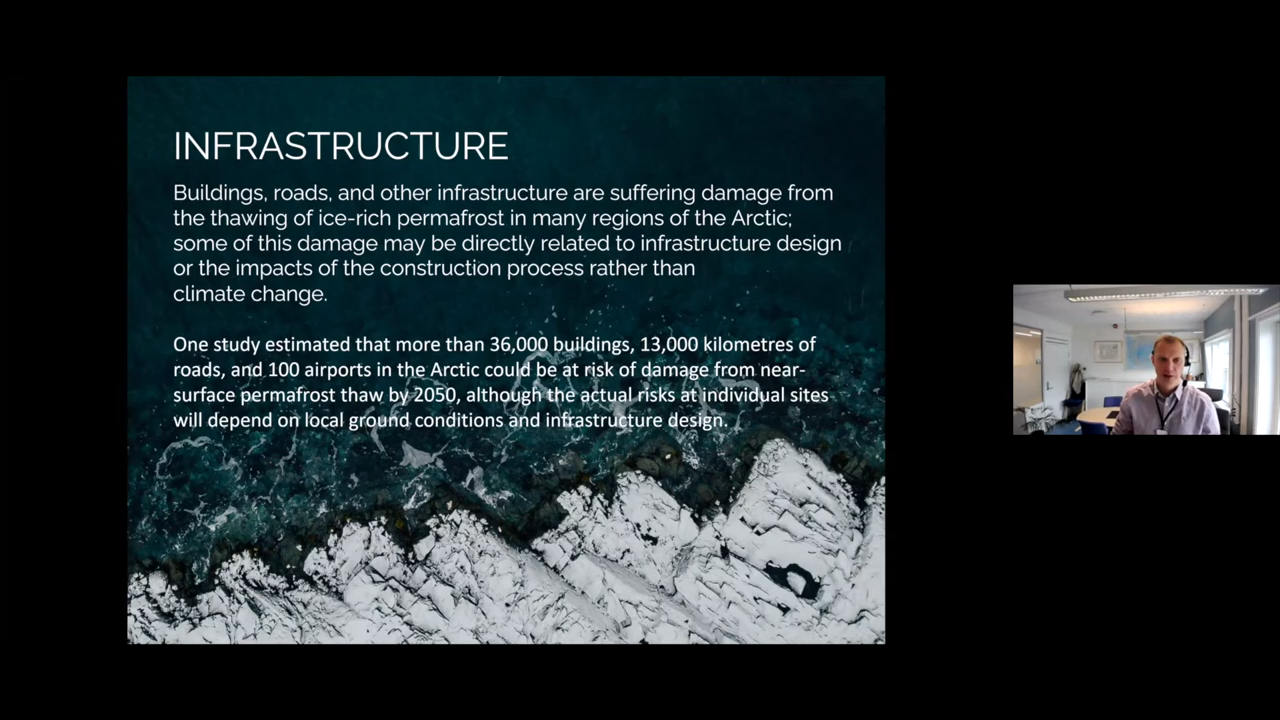 INFRASTRUCTURE
Buildings, roads, and other infrastructure are suffering damage from
the thawing of ice-rich permafrost in many regions of the Arctic;
some of this damage may be directly related to infrastructure design
or the impacts of the construction process rather than
climate change.
One study estimated that more than 36,000 buildings, 13,000 kilometres of
roads, and 100 airports in the Arctic could be at risk of damage from near-
surface permafrost thaw by 2050, although the actual risks at individual sites
will depend on local ground conditions and infrastructure design.